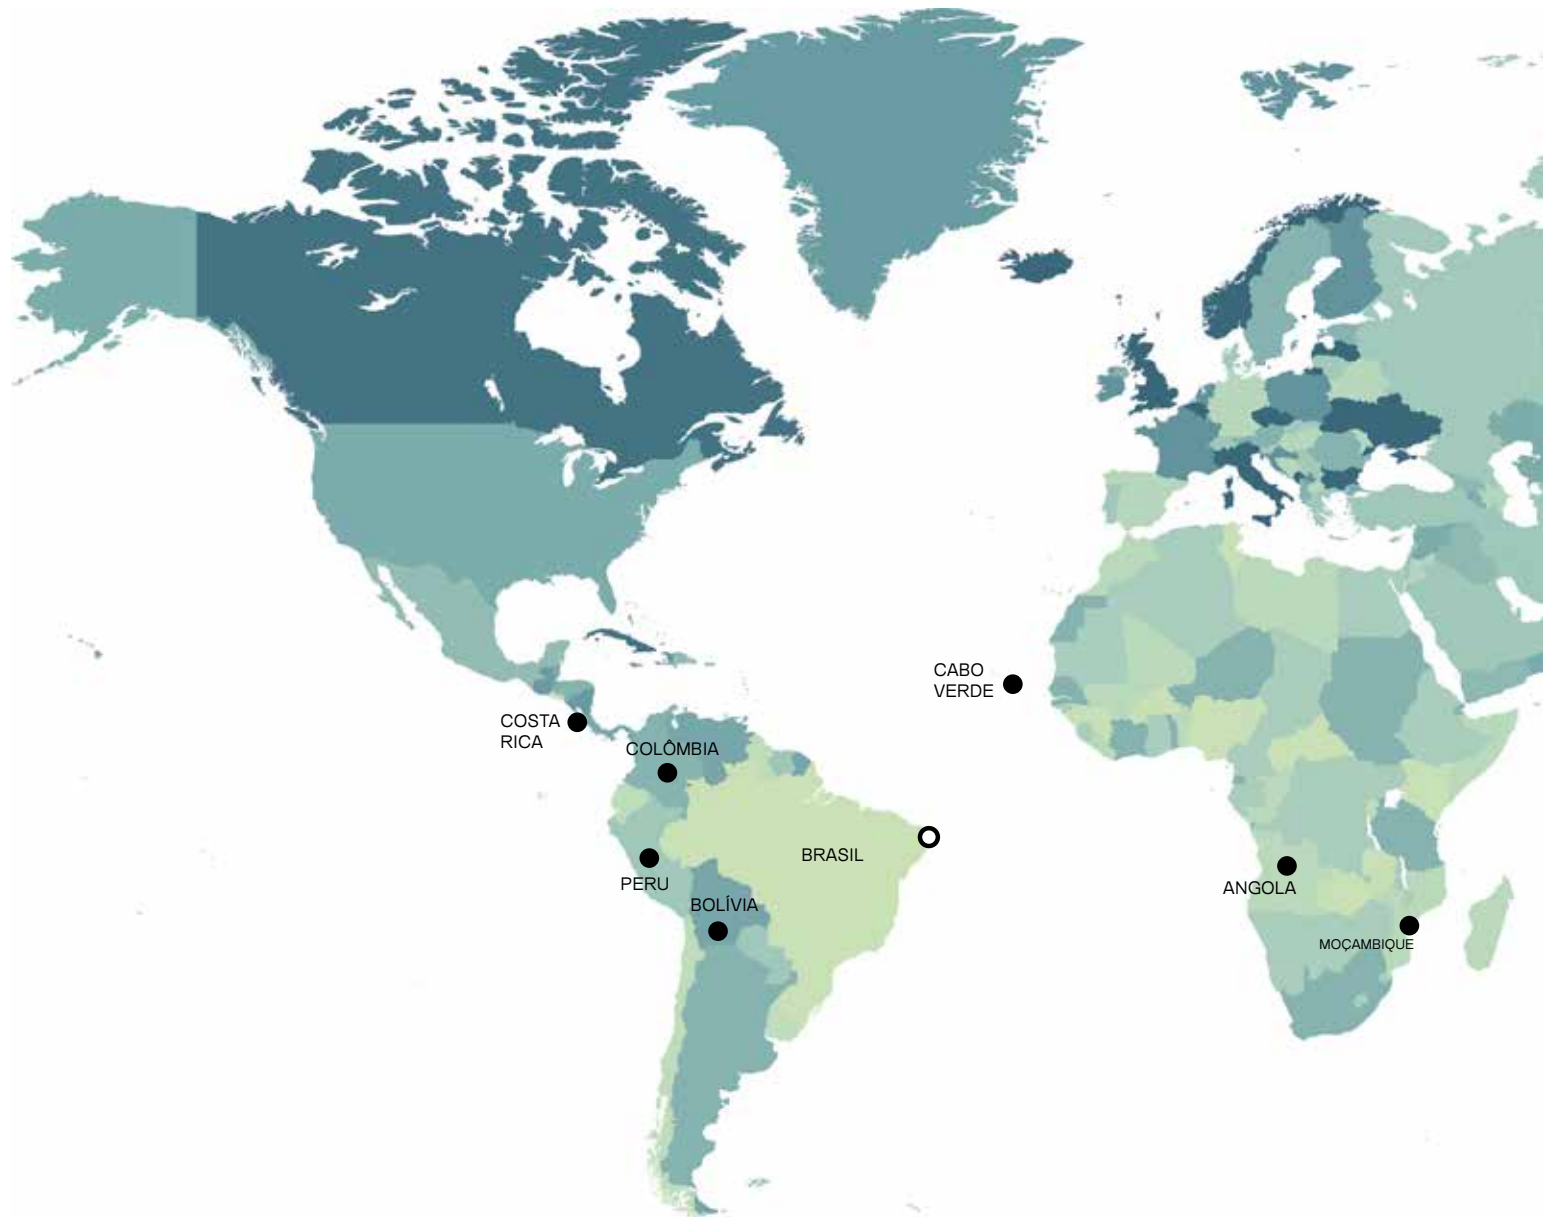 CABO
VERDE
COSTA
RICA
COLÔMBIA
BRASIL
PERU
ANGOLA
BOLÍVIA
MOÇAMBIQUE